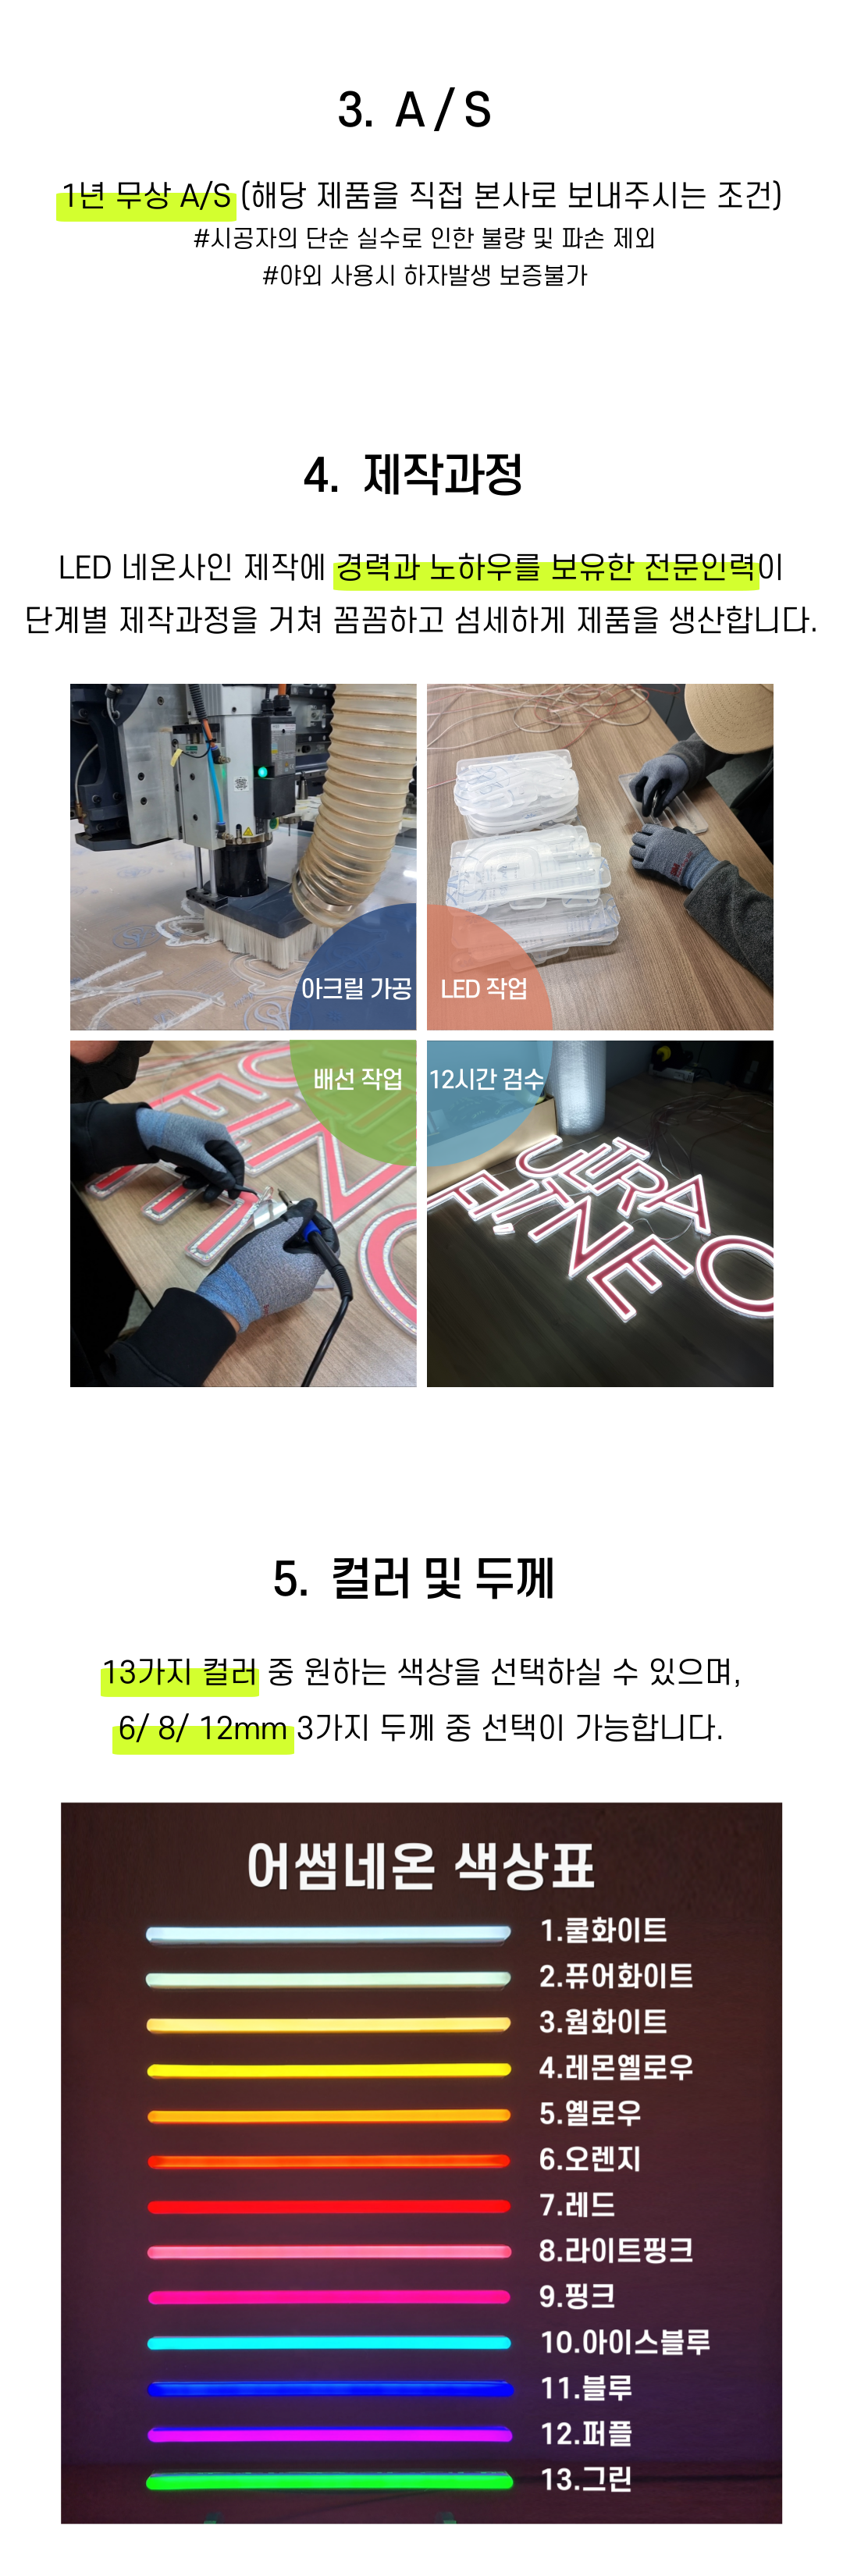 3. A/S
1년 무상 A/S (해당 제품을 직접 본사로 보내주시는 조건)
#시공자의 단순 실수로 인한 불량 및 파손 제외
#야외 사용시 하자발생 보증불가
4. 제작과정
LED 네온사인 제작에 경력과 노하우를 보유한 전문인력이
단계별 제작과정을 거쳐 꼼꼼하고 섬세하게 제품을 생산합니다.
아크릴 가공
LED 작업
배선 작업
12시간 검수
ULTRA
FITNE
5. 컬러 및 두께
13가지 컬러 중 원하는 색상을 선택하실 수 있으며,
6/ 8/ 12mm 3가지 두께 중 선택이 가능합니다.
어썸네온 색상표
1.쿨화이트
2.퓨어화이트
3.웜화이트
4.레몬옐로우
5.옐로우
6.오렌지
7.레드
8.라이트핑크
9.핑크
10.아이스블루
11.블루
12.퍼플
13.그린